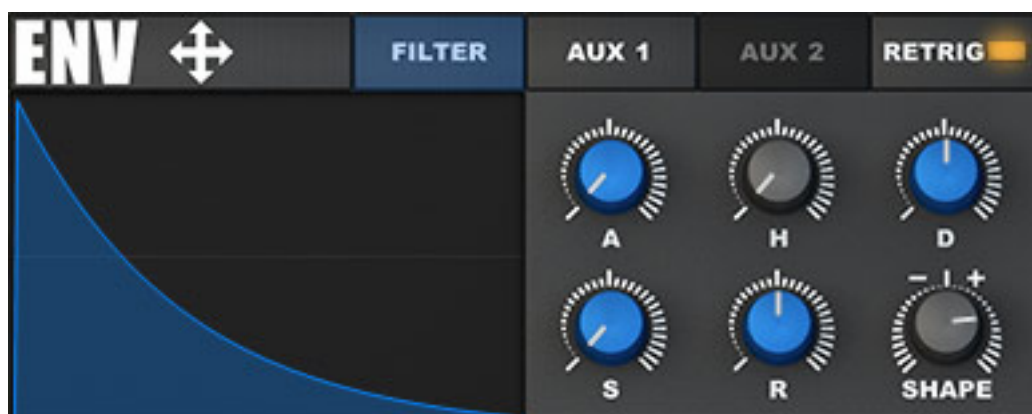 ENV FILTER AUX 1 AUX 2 RETRIG
A H D
− +
S R SHAPE